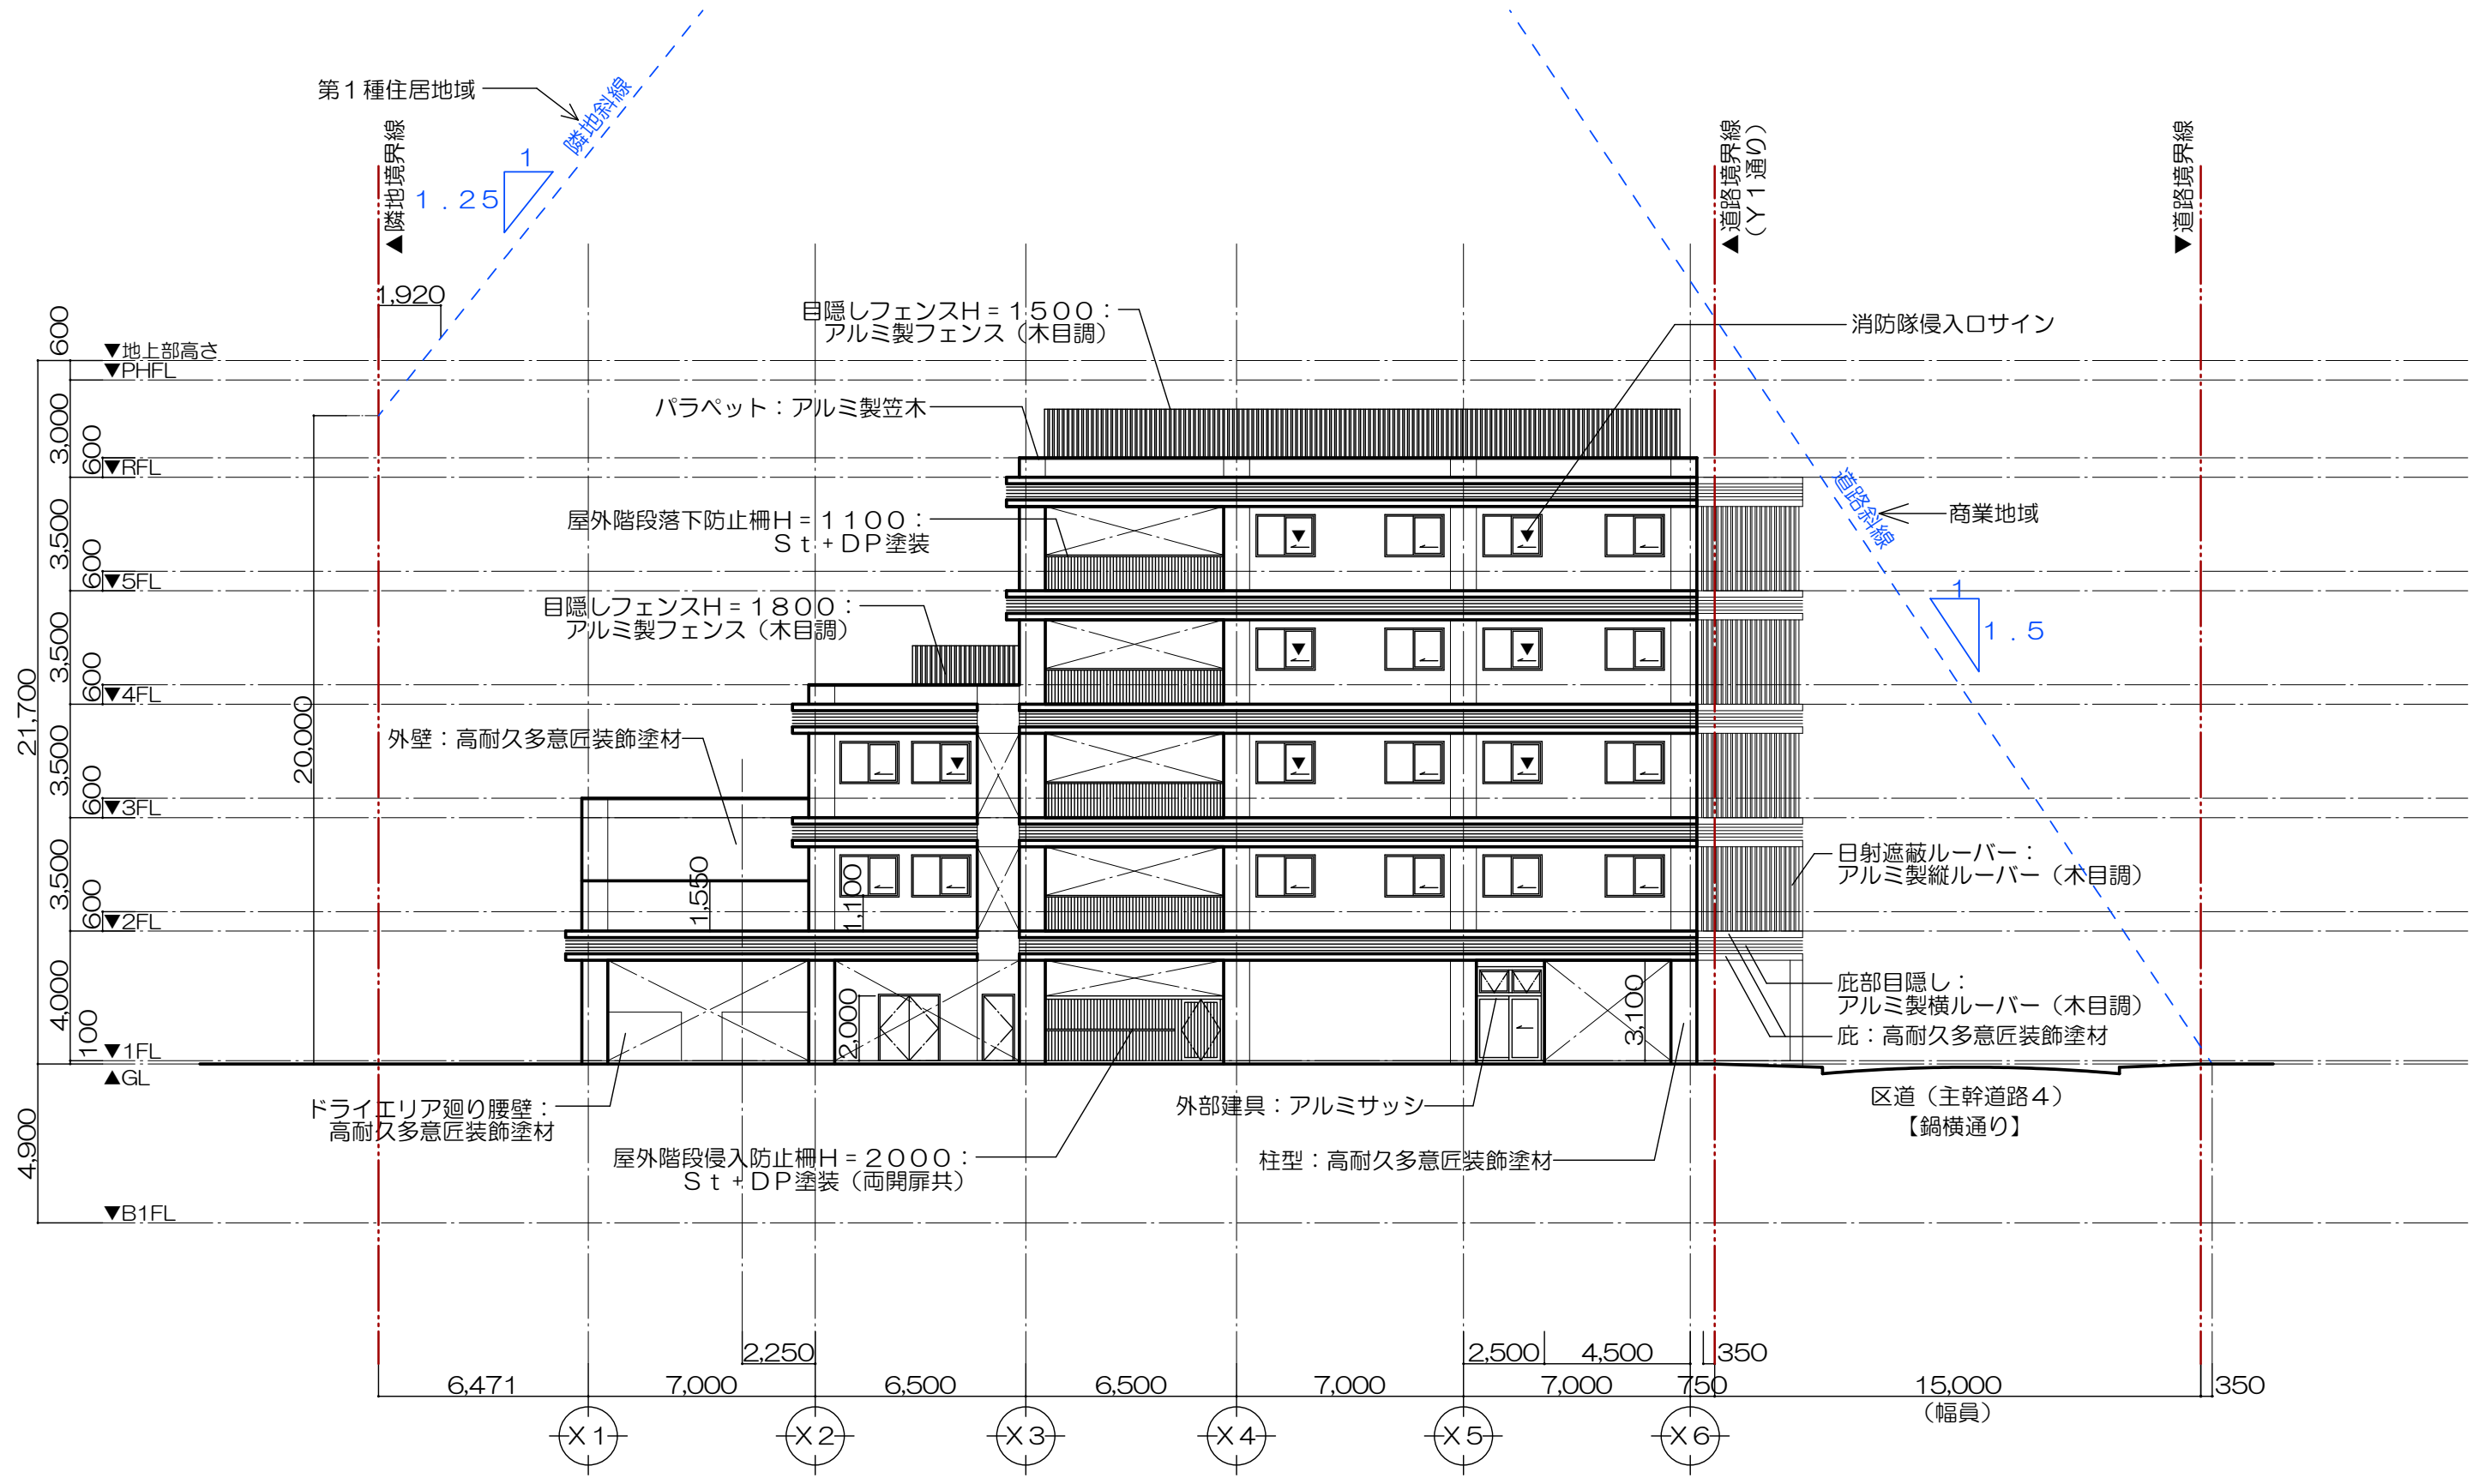 第1種住居地域
隣地斜線
1
1.25
▲隣地境界線
1,920
▲道路境界線
（Y1通り）
▼道路境界線
目隠しフェンスH=1500：
アルミ製フェンス（木目調）
消防隊侵入口サイン
パラペット：アルミ製笠木
屋外階段落下防止柵H=1100：
St+DP塗装
道路斜線
商業地域
1
1.5
目隠しフェンスH=1800：
アルミ製フェンス（木目調）
外壁：高耐久多意匠装飾塗材
日射遮蔽ルーバー：
アルミ製縦ルーバー（木目調）
庇部目隠し：
アルミ製横ルーバー（木目調）
庇：高耐久多意匠装飾塗材
600
▼地上部高さ
▼PHFL
3,000
600
▼RFL
3,500
600
▼5FL
3,500
600
▼4FL
21,700
20,000
3,500
600
▼3FL
3,500
600
▼2FL
4,000
100
▼1FL
▲GL
4,900
▼B1FL
1,550
1,100
2,000
3,100
ドライエリア廻り腰壁：
高耐久多意匠装飾塗材
屋外階段侵入防止柵H=2000：
St+DP塗装（両開扉共）
外部建具：アルミサッシ
柱型：高耐久多意匠装飾塗材
区道（主幹道路4）
【鍋横通り】
2,250
2,500
4,500
350
6,471
7,000
6,500
6,500
7,000
7,000
750
15,000
（幅員）
350
X1
X2
X3
X4
X5
X6